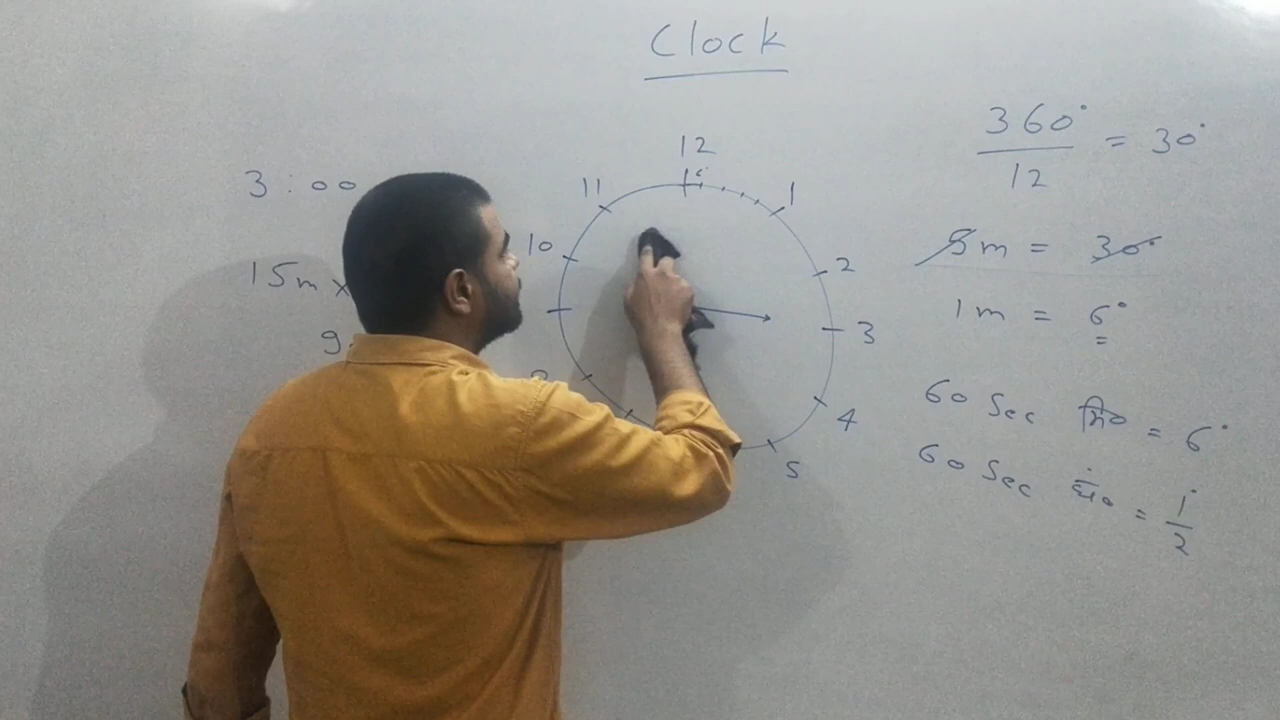 Clock
360° / 12 = 30°
3 : 00
15m ×
9
12
11
1
10
2
3
4
5
5m = 30°
1m = 6°
60 Sec मि० = 6°
60 Sec घं० = 1°/2